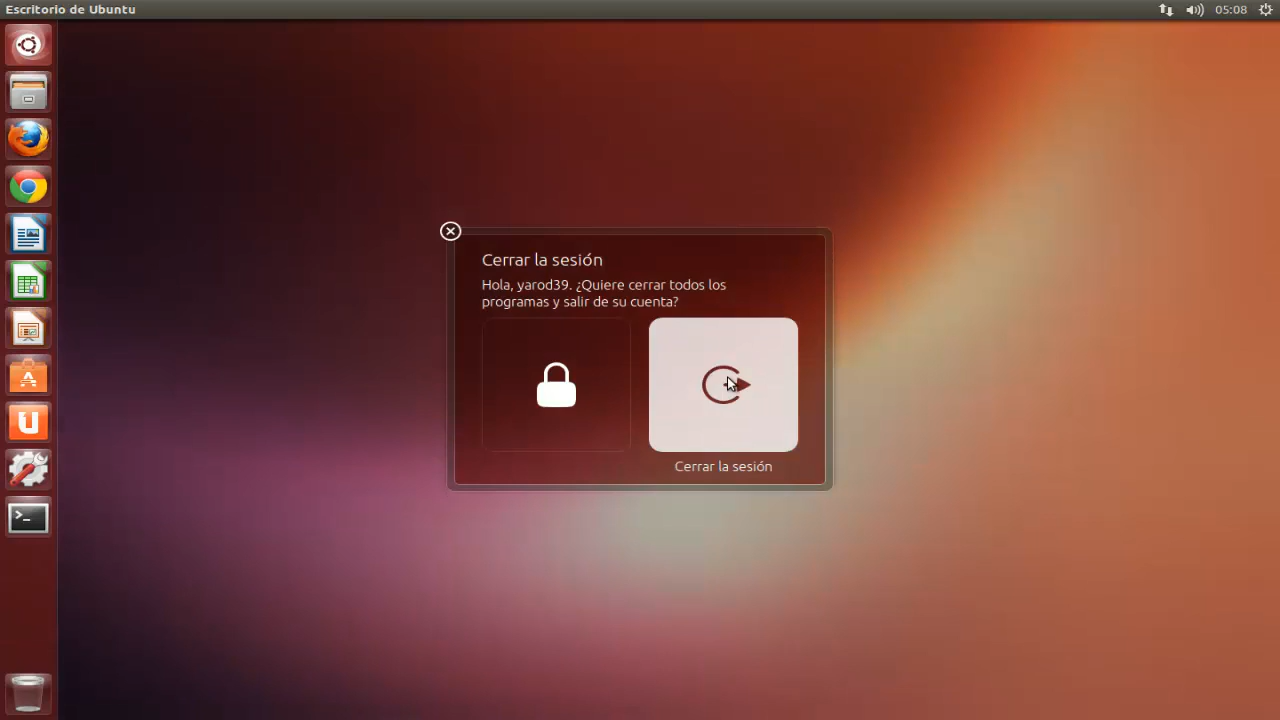 Escritorio de Ubuntu
05:08
Cerrar la sesión
Hola, yarod39. ¿Quiere cerrar todos los
programas y salir de su cuenta?
Cerrar la sesión